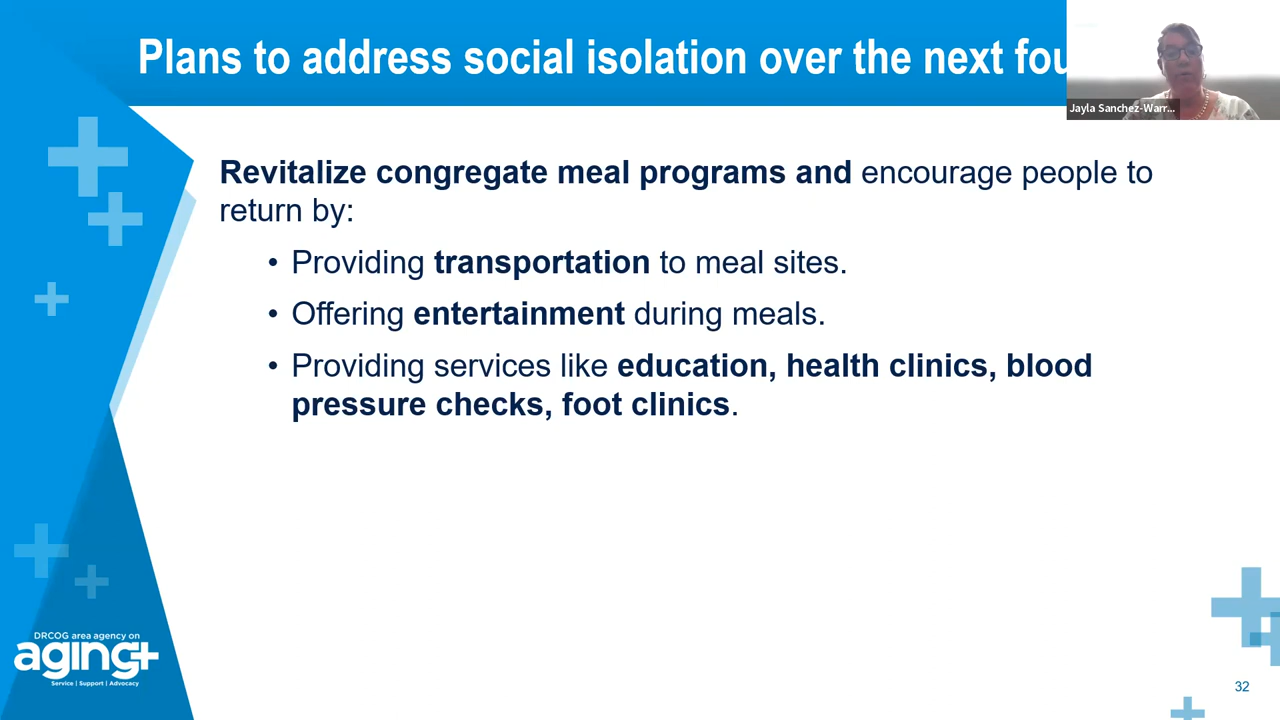 Plans to address social isolation over the next fou
Jayla Sanchez-Warr...
Revitalize congregate meal programs and encourage people to
return by:
• Providing transportation to meal sites.
• Offering entertainment during meals.
• Providing services like education, health clinics, blood
pressure checks, foot clinics.
DRCOG area agency on
aging+
Service | Support | Advocacy
32